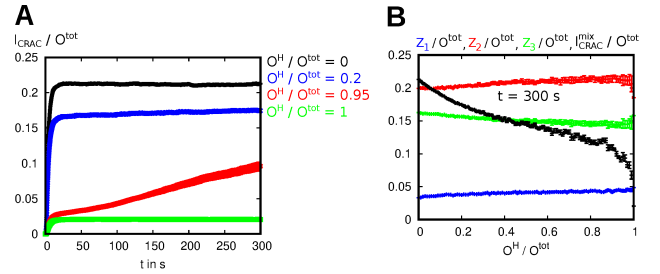 A
I_CRAC / O^tot
O^H / O^tot = 0
O^H / O^tot = 0.2
O^H / O^tot = 0.95
O^H / O^tot = 1
0.25
0.2
0.15
0.1
0.05
0
0 50 100 150 200 250 300
t in s
B
Z_1 / O^tot , Z_2 / O^tot , Z_3 / O^tot , I_CRAC^mix / O^tot
t = 300 s
0.25
0.2
0.15
0.1
0.05
0
0 0.2 0.4 0.6 0.8 1
O^H / O^tot